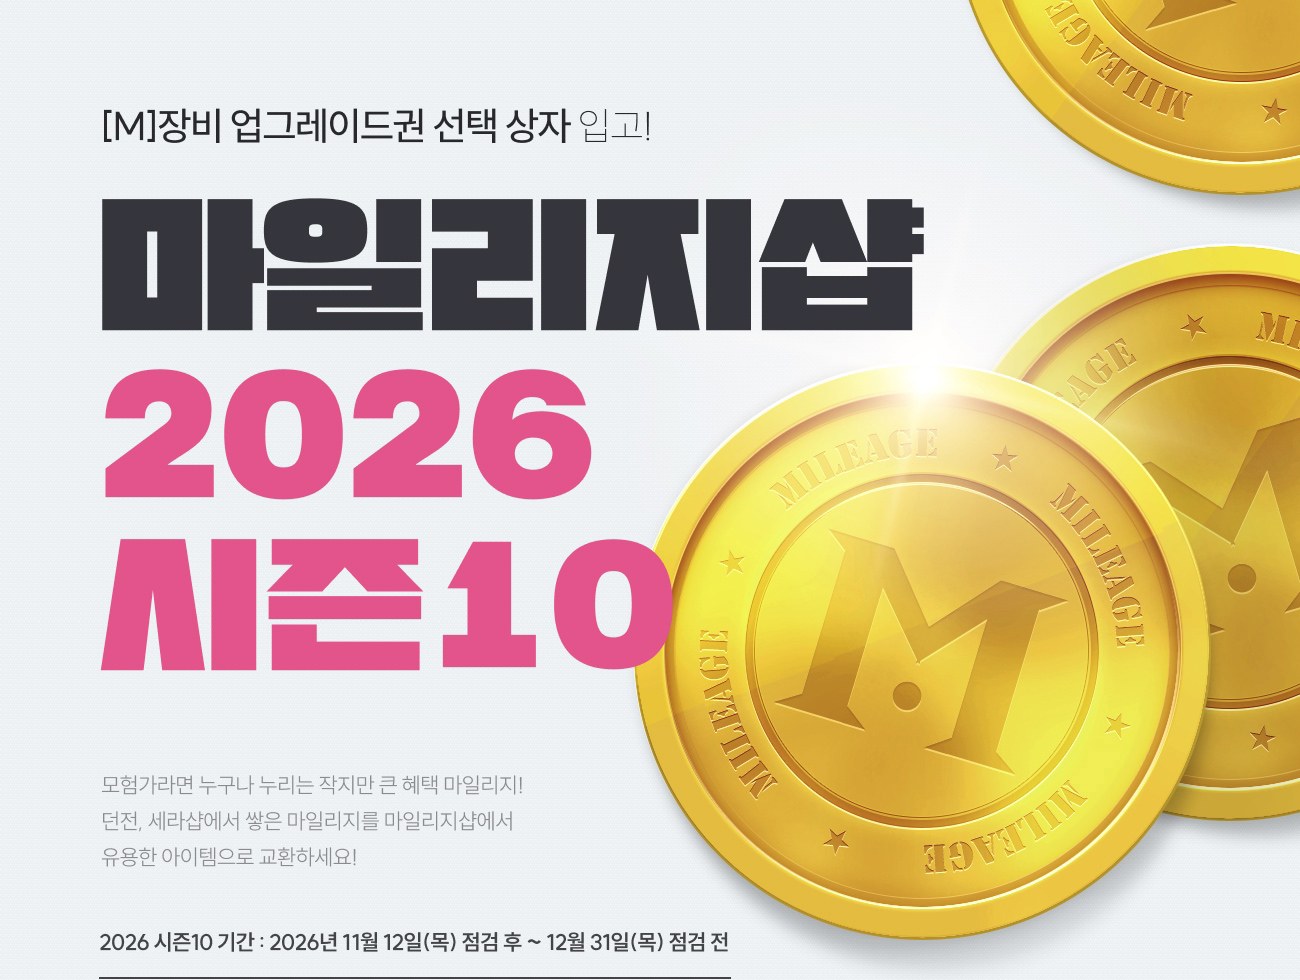 [M]장비 업그레이드권 선택 상자 입고!
마일리지샵
2026
시즌10
모험가라면 누구나 누리는 작지만 큰 혜택 마일리지!
던전, 세라샵에서 쌓은 마일리지를 마일리지샵에서
유용한 아이템으로 교환하세요!
2026 시즌10 기간 : 2026년 11월 12일(목) 점검 후 ~ 12월 31일(목) 점검 전
MILEAGE
MILEAGE
MILEAGE
MILEAGE
M
MILEAGE